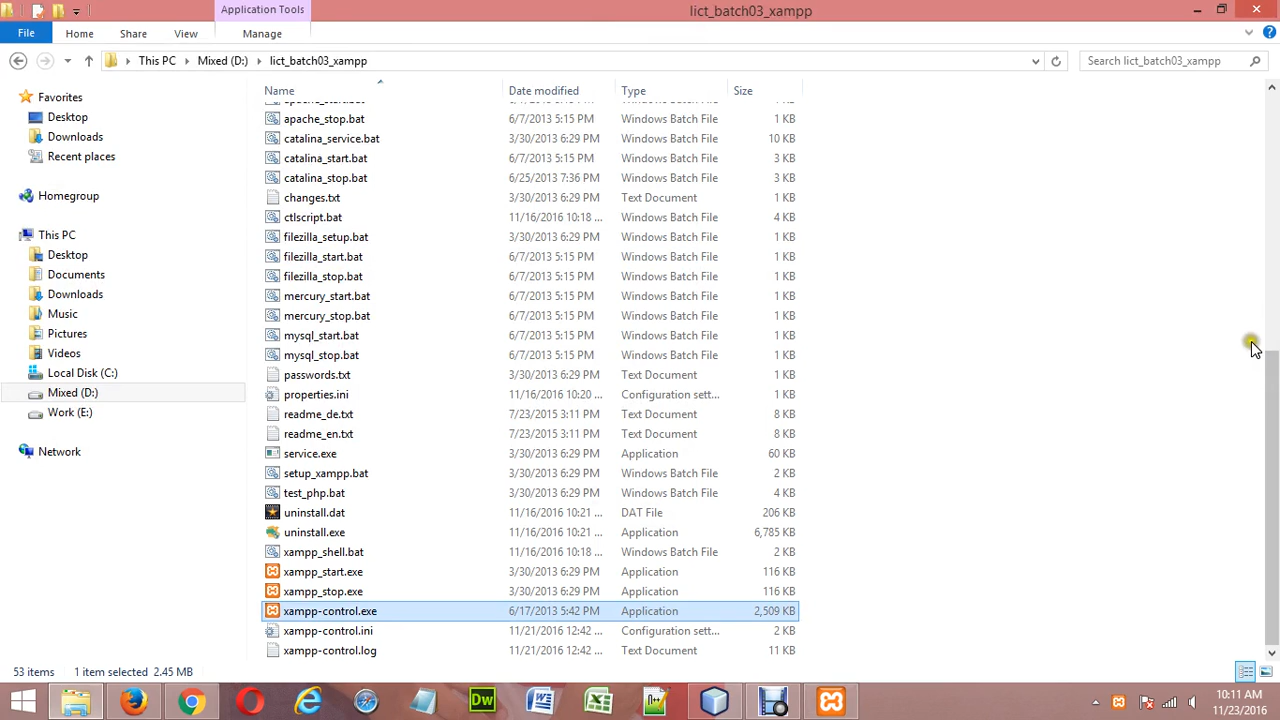 Application Tools
lict_batch03_xampp
File Home Share View Manage
This PC Mixed (D:) lict_batch03_xampp Search lict_batch03_xampp
Name Date modified Type Size
Favorites
Desktop
Downloads
Recent places
Homegroup
This PC
Desktop
Documents
Downloads
Music
Pictures
Videos
Local Disk (C:)
Mixed (D:)
Work (E:)
Network
apache_stop.bat 6/7/2013 5:15 PM Windows Batch File 1 KB
catalina_service.bat 3/30/2013 6:29 PM Windows Batch File 10 KB
catalina_start.bat 6/7/2013 5:15 PM Windows Batch File 3 KB
catalina_stop.bat 6/25/2013 7:36 PM Windows Batch File 3 KB
changes.txt 3/30/2013 6:29 PM Text Document 1 KB
ctlscript.bat 11/16/2016 10:18 ... Windows Batch File 4 KB
filezilla_setup.bat 3/30/2013 6:29 PM Windows Batch File 1 KB
filezilla_start.bat 6/7/2013 5:15 PM Windows Batch File 1 KB
filezilla_stop.bat 6/7/2013 5:15 PM Windows Batch File 1 KB
mercury_start.bat 6/7/2013 5:15 PM Windows Batch File 1 KB
mercury_stop.bat 6/7/2013 5:15 PM Windows Batch File 1 KB
mysql_start.bat 6/7/2013 5:15 PM Windows Batch File 1 KB
mysql_stop.bat 6/7/2013 5:15 PM Windows Batch File 1 KB
passwords.txt 3/30/2013 6:29 PM Text Document 1 KB
properties.ini 11/16/2016 10:20 ... Configuration sett... 1 KB
readme_de.txt 7/23/2015 3:11 PM Text Document 8 KB
readme_en.txt 7/23/2015 3:11 PM Text Document 8 KB
service.exe 3/30/2013 6:29 PM Application 60 KB
setup_xampp.bat 3/30/2013 6:29 PM Windows Batch File 2 KB
test_php.bat 3/30/2013 6:29 PM Windows Batch File 4 KB
uninstall.dat 11/16/2016 10:21 ... DAT File 206 KB
uninstall.exe 11/16/2016 10:21 ... Application 6,785 KB
xampp_shell.bat 11/16/2016 10:18 ... Windows Batch File 2 KB
xampp_start.exe 3/30/2013 6:29 PM Application 116 KB
xampp_stop.exe 3/30/2013 6:29 PM Application 116 KB
xampp-control.exe 6/17/2013 5:42 PM Application 2,509 KB
xampp-control.ini 11/21/2016 12:42 ... Configuration sett... 2 KB
xampp-control.log 11/21/2016 12:42 ... Text Document 11 KB
53 items 1 item selected 2.45 MB
Dw
10:11 AM
11/23/2016